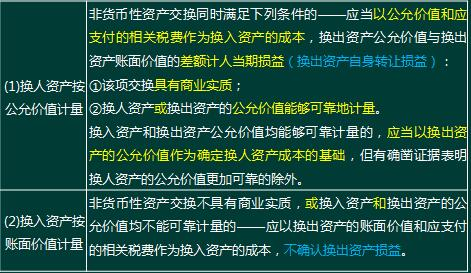 (1)换人资产按
公允价值计量
非货币性资产交换同时满足下列条件的——应当以公允价值和应
支付的相关税费作为换入资产的成本，换出资产公允价值与换
出资产账面价值的差额计人当期损益（换出资产自身转让损益）：
①该项交换具有商业实质；
②换人资产或换出资产的公允价值能够可靠地计量。
换入资产和换出资产公允价值均能够可靠计量的，应当以换出资
产的公允价值作为确定换人资产成本的基础，但有确凿证据表明
换人资产的公允价值更加可靠的除外。
(2)换入资产按
账面价值计量
非货币性资产交换不具有商业实质，或换入资产和换出资产的公
允价值均不能可靠计量的——应以换出资产的账面价值和应支付
的相关税费作为换入资产的成本，不确认换出资产损益。